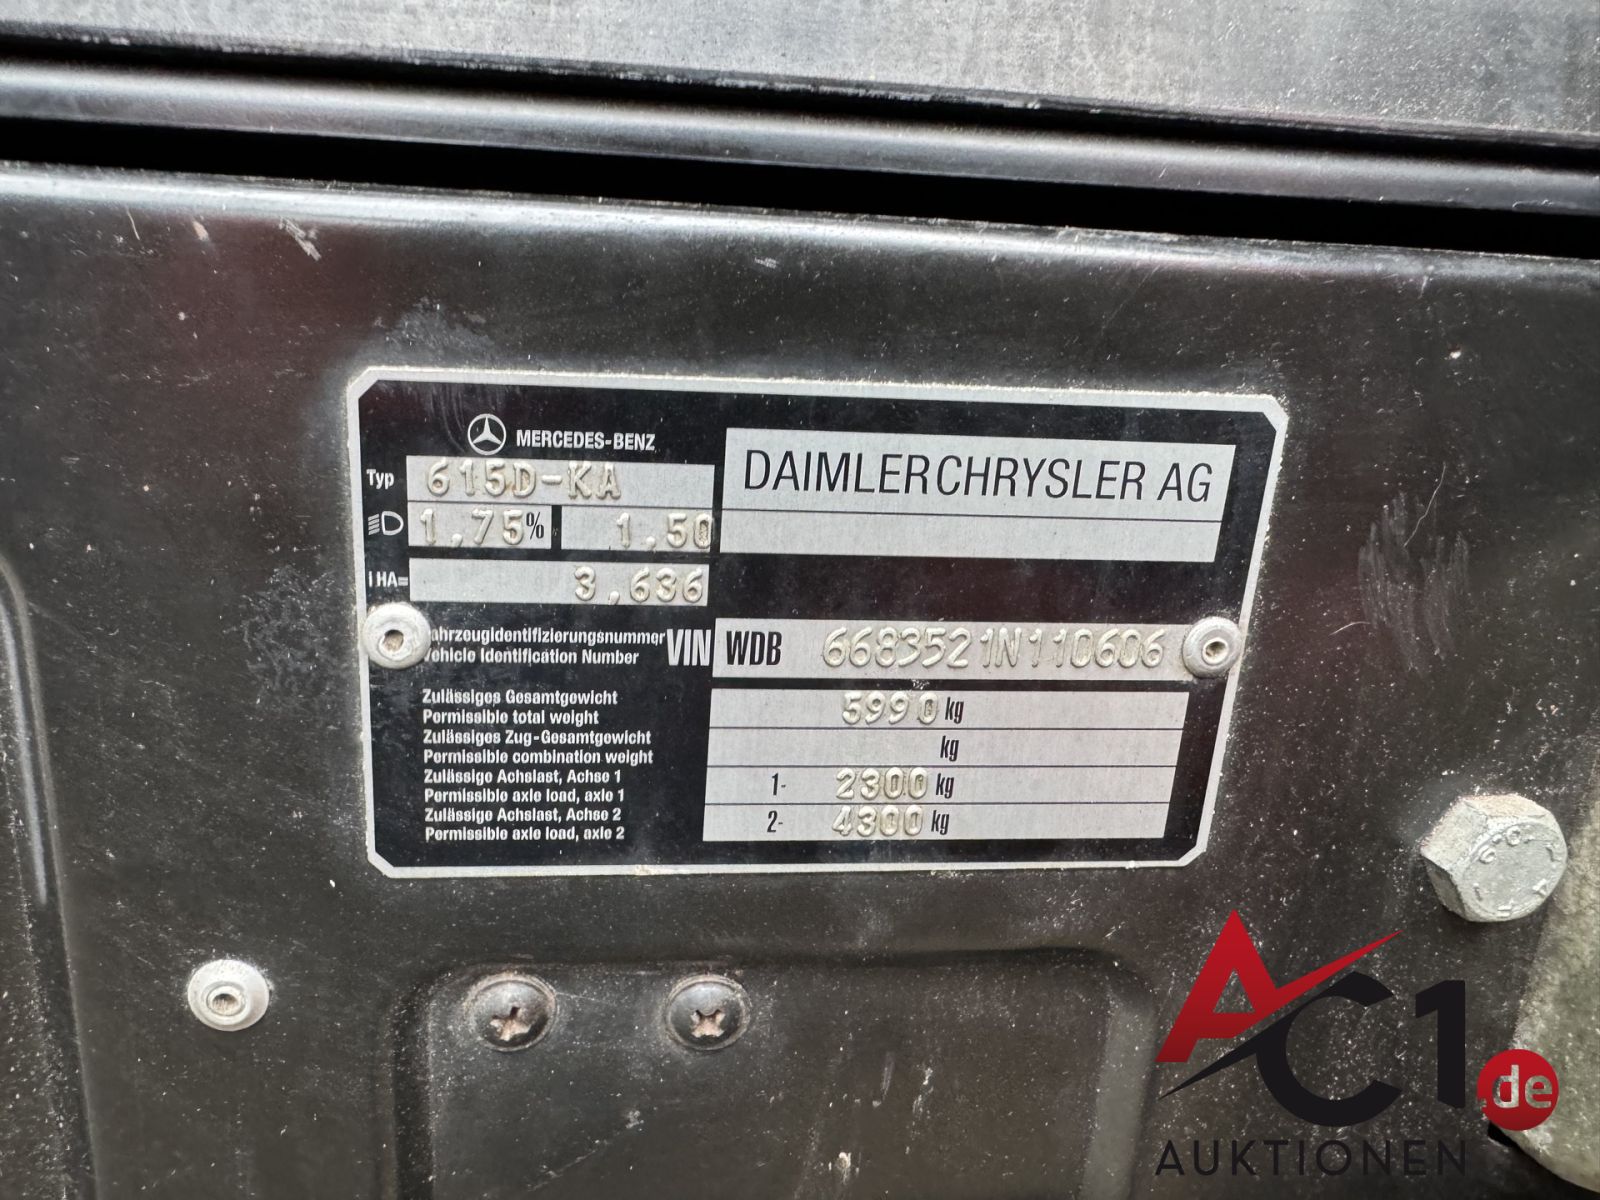 MERCEDES-BENZ
Typ 615D-KA
DAIMLERCHRYSLER AG
1,75% 1,50
i HA= 3,636
ahrzeugidentifizierungsnummer
Vehicle Identification Number
VIN WDB 6683521N110606
Zulässiges Gesamtgewicht
Permissible total weight
5990 kg
Zulässiges Zug-Gesamtgewicht
Permissible combination weight
kg
Zulässige Achslast, Achse 1
Permissible axle load, axle 1
1- 2300 kg
Zulässige Achslast, Achse 2
Permissible axle load, axle 2
2- 4300 kg
AC1.de
AUKTIONEN